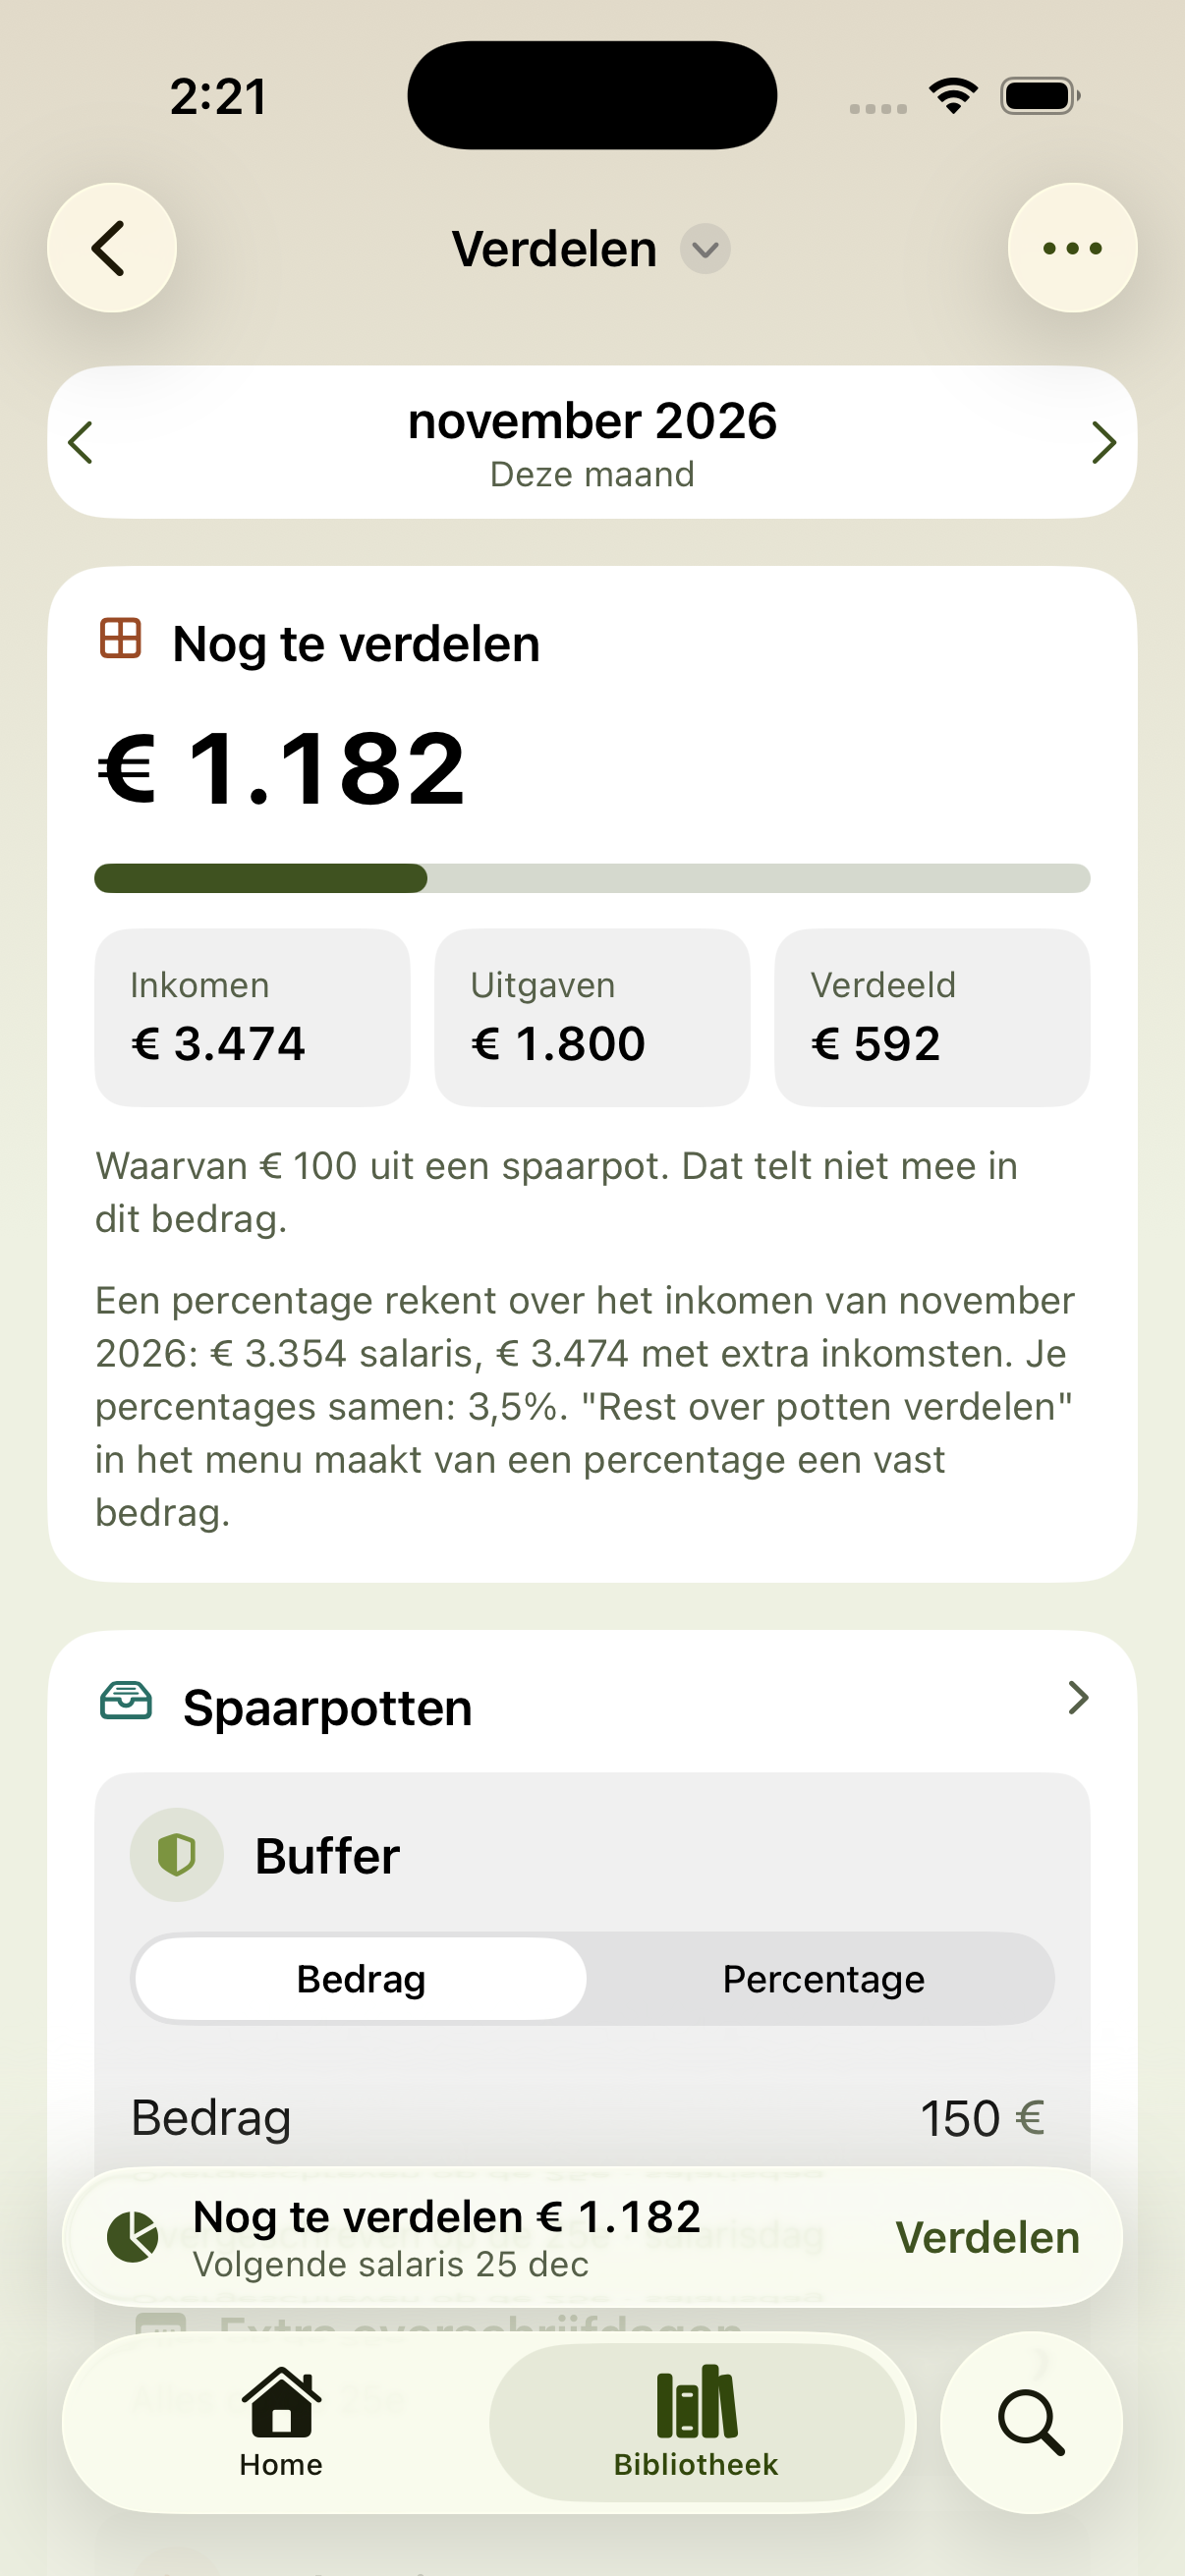 2:21
Verdelen
november 2026
Deze maand
Nog te verdelen
€ 1.182
Inkomen
€ 3.474
Uitgaven
€ 1.800
Verdeeld
€ 592
Waarvan € 100 uit een spaarpot. Dat telt niet mee in
dit bedrag.
Een percentage rekent over het inkomen van november
2026: € 3.354 salaris, € 3.474 met extra inkomsten. Je
percentages samen: 3,5%. "Rest over potten verdelen"
in het menu maakt van een percentage een vast
bedrag.
Spaarpotten
Buffer
Bedrag
Percentage
Bedrag
150 €
Nog te verdelen € 1.182
Volgende salaris 25 dec
Verdelen
Extra overschrijfdagen
Home
Bibliotheek